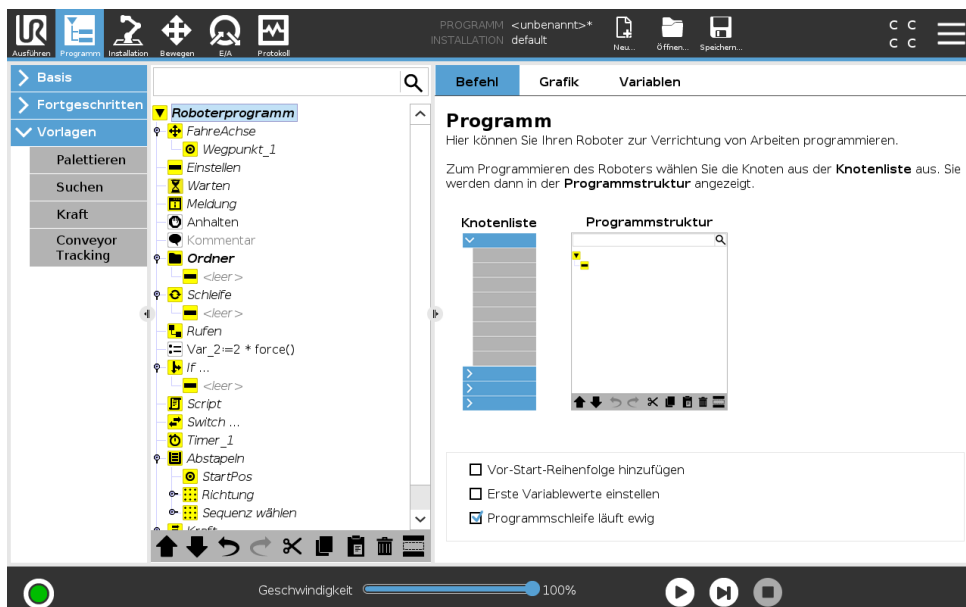 PROGRAMM <unbenannt>*
INSTALLATION default
Ausführen
Programm
Installation
Bewegen
E/A
Protokoll
Neu...
Öffnen...
Speichern...
C C
C C
Basis
Fortgeschritten
Vorlagen
Palettieren
Suchen
Kraft
Conveyor
Tracking
Roboterprogramm
FahreAchse
Wegpunkt_1
Einstellen
Warten
Meldung
Anhalten
Kommentar
Ordner
<leer>
Schleife
<leer>
Rufen
Var_2:=2 * force()
If ...
<leer>
Script
Switch ...
Timer_1
Abstapeln
StartPos
Richtung
Sequenz wählen
Kraft
Befehl
Grafik
Variablen
Programm
Hier können Sie Ihren Roboter zur Verrichtung von Arbeiten programmieren.
Zum Programmieren des Roboters wählen Sie die Knoten aus der Knotenliste aus. Sie
werden dann in der Programmstruktur angezeigt.
Knotenliste
Programmstruktur
Vor-Start-Reihenfolge hinzufügen
Erste Variablewerte einstellen
Programmschleife läuft ewig
Geschwindigkeit
100%